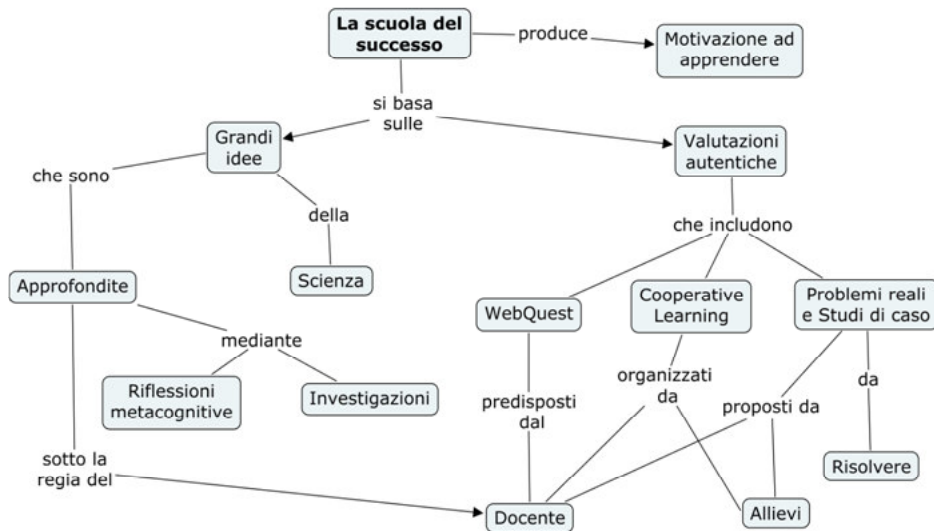 La scuola del
successo
produce
Motivazione ad
apprendere
si basa
sulle
Grandi
idee
Valutazioni
autentiche
che sono
della
che includono
Approfondite
Scienza
WebQuest
Cooperative
Learning
Problemi reali
e Studi di caso
mediante
Riflessioni
metacognitive
Investigazioni
predisposti
dal
organizzati
da
proposti da
da
sotto la
regia del
Docente
Allievi
Risolvere